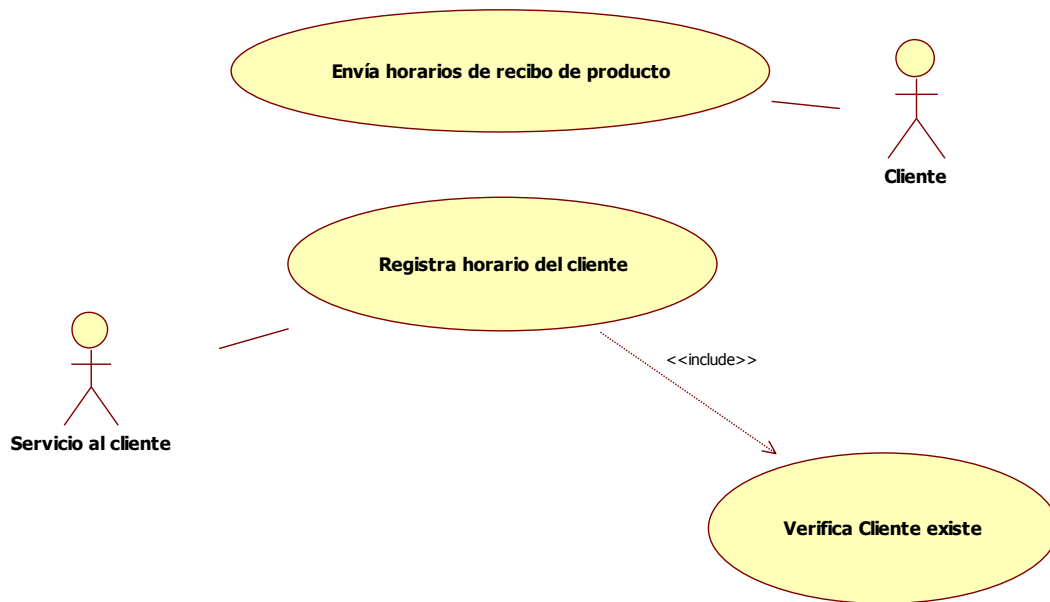 Envía horarios de recibo de producto
Cliente
Registra horario del cliente
<<include>>
Servicio al cliente
Verifica Cliente existe